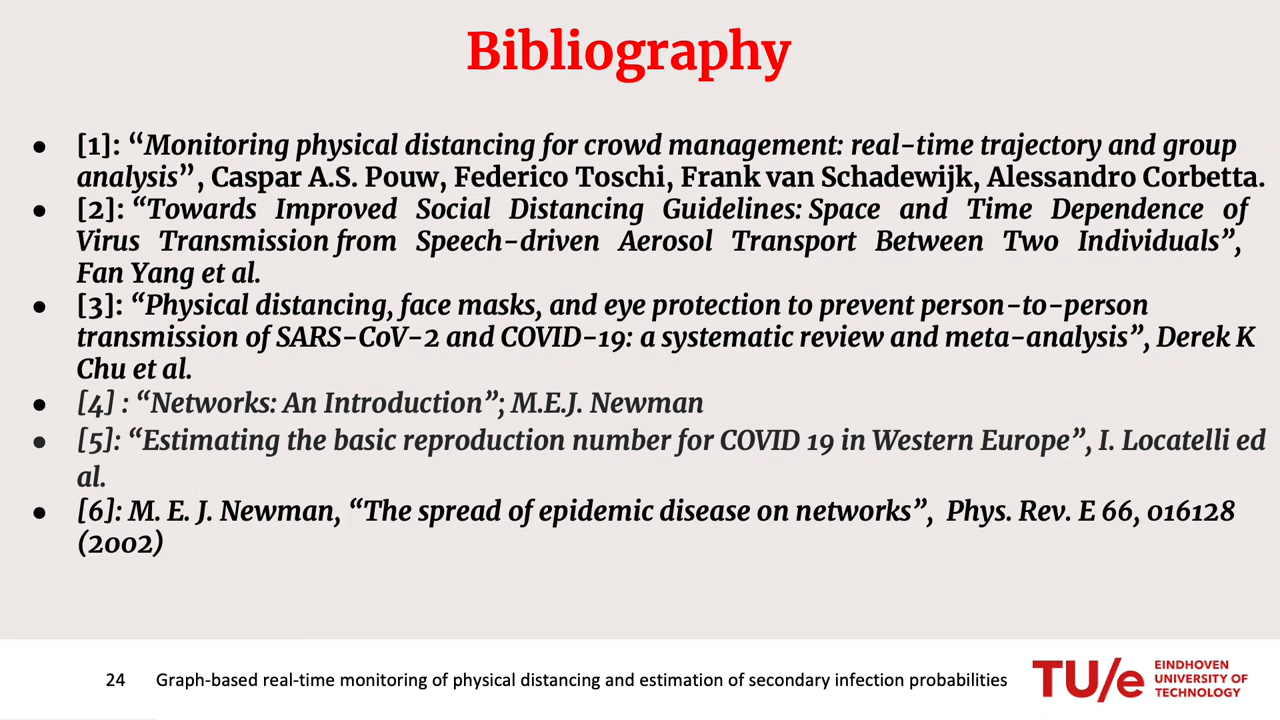 Bibliography
● [1]: “Monitoring physical distancing for crowd management: real-time trajectory and group
analysis”, Caspar A.S. Pouw, Federico Toschi, Frank van Schadewijk, Alessandro Corbetta.
● [2]: “Towards Improved Social Distancing Guidelines: Space and Time Dependence of
Virus Transmission from Speech-driven Aerosol Transport Between Two Individuals”,
Fan Yang et al.
● [3]: “Physical distancing, face masks, and eye protection to prevent person-to-person
transmission of SARS-CoV-2 and COVID-19: a systematic review and meta-analysis”, Derek K
Chu et al.
● [4] : “Networks: An Introduction”; M.E.J. Newman
● [5]: “Estimating the basic reproduction number for COVID 19 in Western Europe”, I. Locatelli ed
al.
● [6]: M. E. J. Newman, “The spread of epidemic disease on networks”, Phys. Rev. E 66, 016128
(2002)
24 Graph-based real-time monitoring of physical distancing and estimation of secondary infection probabilities
TU/e
EINDHOVEN
UNIVERSITY OF
TECHNOLOGY